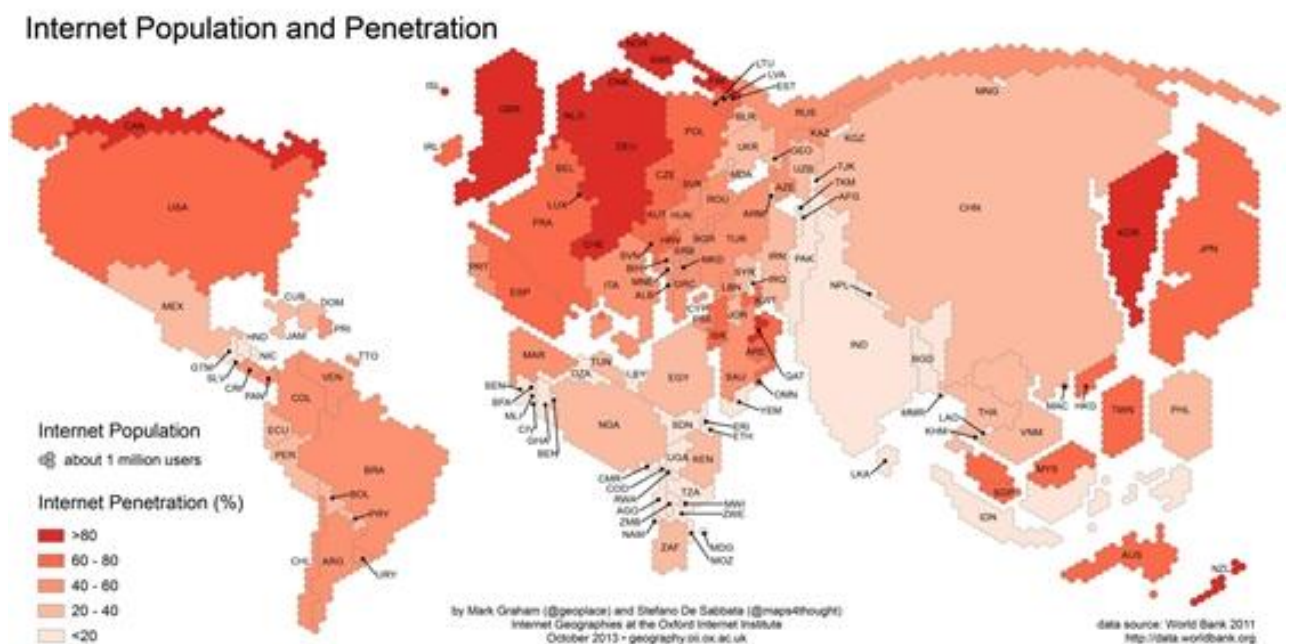 Internet Population and Penetration
ISL
NOR
SWE
FIN
LTU
LVA
EST
CAN
GBR
NLD
DNK
DEU
POL
BLR
RUS
MNG
IRL
BEL
CZE
UKR
KAZ
KGZ
GEO
USA
LUX
SVK
MDA
UZB
TJK
FRA
AUT
HUN
ROU
AZE
TKM
ARM
AFG
CHN
KOR
JPN
CHE
SVN
HRV
SRB
BGR
TUR
PRT
ESP
ITA
BIH
MNE
ALB
MKD
GRC
SYR
IRN
PAK
IRQ
LBN
NPL
MEX
CUB
DOM
CYP
JOR
KWT
HND
JAM
PRI
ISR
IND
BGD
GTM
NIC
TTO
MAR
TUN
DZA
LBY
EGY
SAU
ARE
QAT
SLV
CRI
PAN
VEN
COL
BEN
BFA
MLI
CIV
GHA
BEN
OMN
YEM
MMR
LAO
KHM
THA
VNM
MAC
HKG
TWN
PHL
NGA
SDN
ERI
ETH
ECU
PER
BRA
CMR
COD
RWA
AGO
ZMB
NAM
UGA
KEN
TZA
MWI
ZWE
LKA
MYS
SGP
IDN
BOL
PRY
CHL
ARG
URY
ZAF
MDG
MOZ
AUS
NZL
Internet Population
about 1 million users
Internet Penetration (%)
>80
60 - 80
40 - 60
20 - 40
<20
by Mark Graham (@geoplace) and Stefano De Sabbata (@maps4thought)
Internet Geographies at the Oxford Internet Institute
October 2013 • geography.oii.ox.ac.uk
data source: World Bank 2011
http://data.worldbank.org